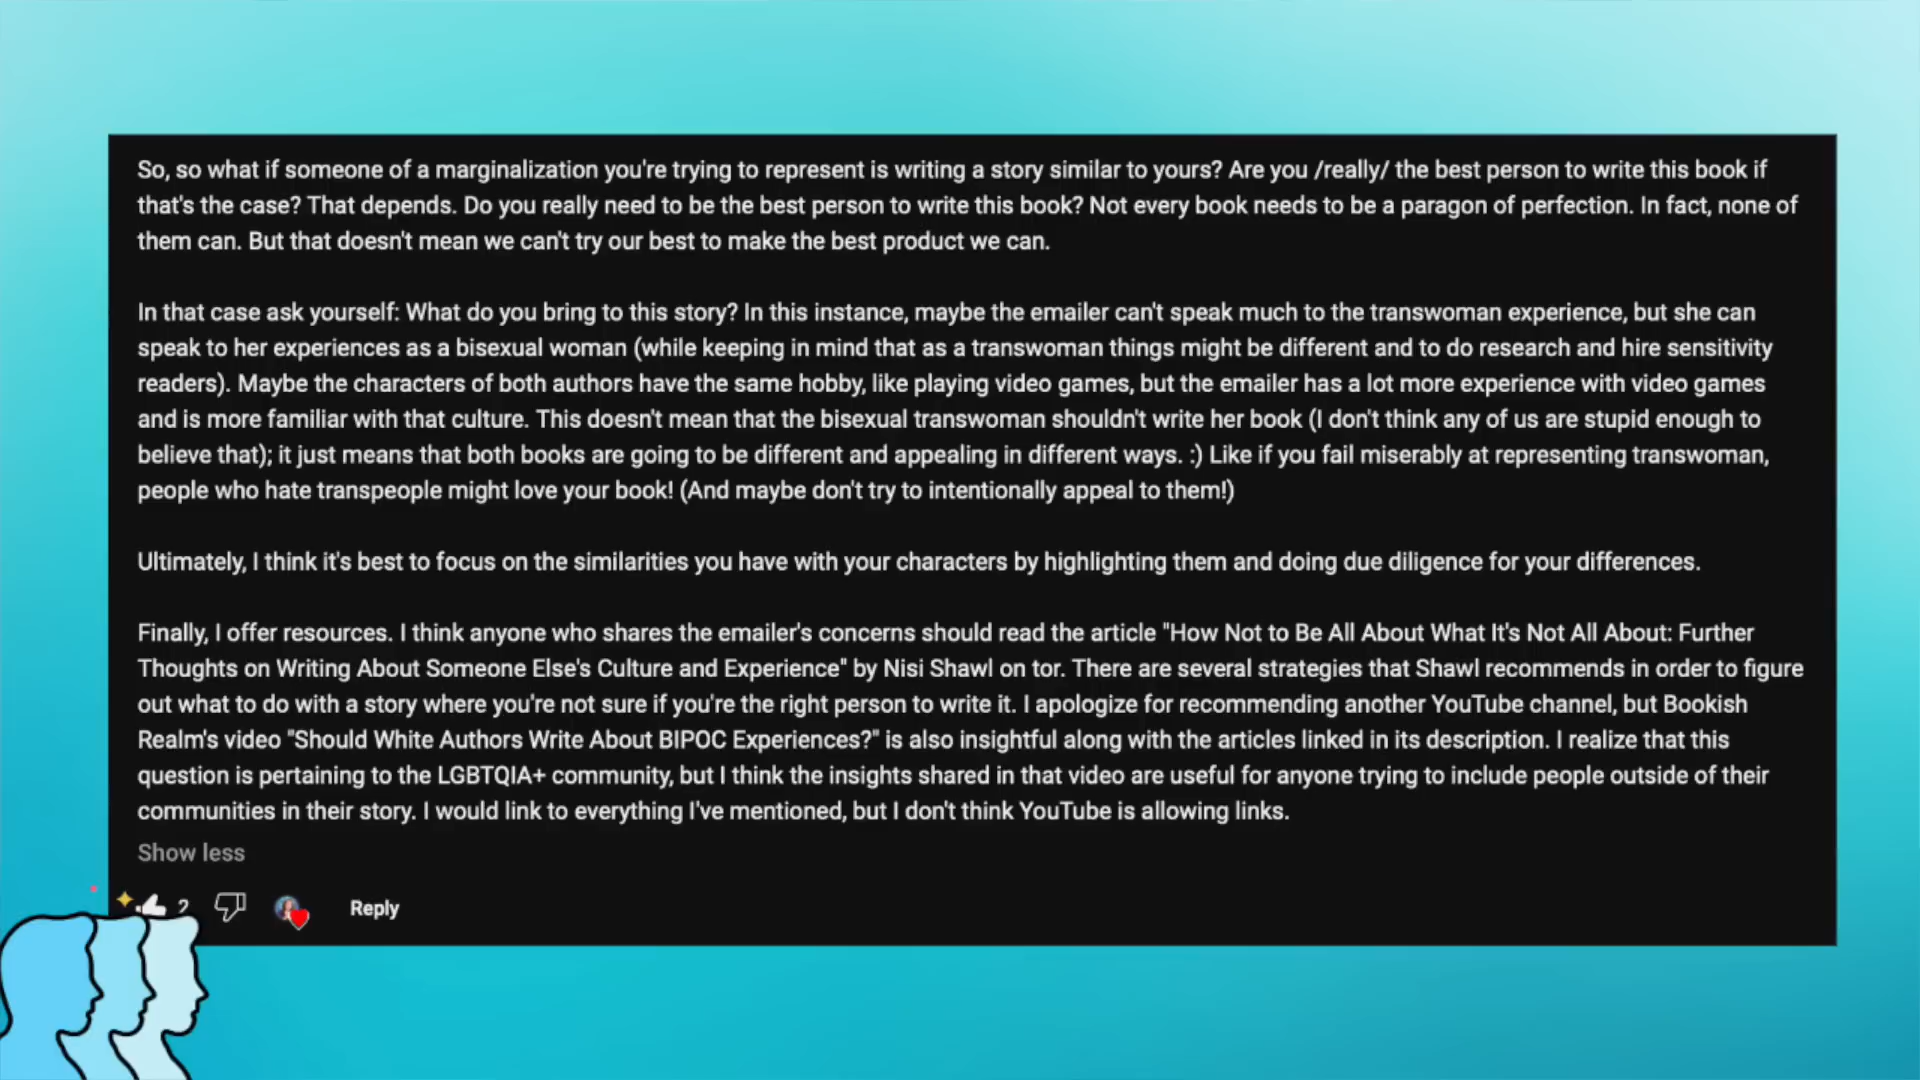 So, so what if someone of a marginalization you're trying to represent is writing a story similar to yours? Are you /really/ the best person to write this book if
that's the case? That depends. Do you really need to be the best person to write this book? Not every book needs to be a paragon of perfection. In fact, none of
them can. But that doesn't mean we can't try our best to make the best product we can.
In that case ask yourself: What do you bring to this story? In this instance, maybe the emailer can't speak much to the transwoman experience, but she can
speak to her experiences as a bisexual woman (while keeping in mind that as a transwoman things might be different and to do research and hire sensitivity
readers). Maybe the characters of both authors have the same hobby, like playing video games, but the emailer has a lot more experience with video games
and is more familiar with that culture. This doesn't mean that the bisexual transwoman shouldn't write her book (I don't think any of us are stupid enough to
believe that); it just means that both books are going to be different and appealing in different ways. :) Like if you fail miserably at representing transwoman,
people who hate transpeople might love your book! (And maybe don't try to intentionally appeal to them!)
Ultimately, I think it's best to focus on the similarities you have with your characters by highlighting them and doing due diligence for your differences.
Finally, I offer resources. I think anyone who shares the emailer's concerns should read the article "How Not to Be All About What It's Not All About: Further
Thoughts on Writing About Someone Else's Culture and Experience" by Nisi Shawl on tor. There are several strategies that Shawl recommends in order to figure
out what to do with a story where you're not sure if you're the right person to write it. I apologize for recommending another YouTube channel, but Bookish
Realm's video "Should White Authors Write About BIPOC Experiences?" is also insightful along with the articles linked in its description. I realize that this
question is pertaining to the LGBTQIA+ community, but I think the insights shared in that video are useful for anyone trying to include people outside of their
communities in their story. I would link to everything I've mentioned, but I don't think YouTube is allowing links.
Show less
2 Reply